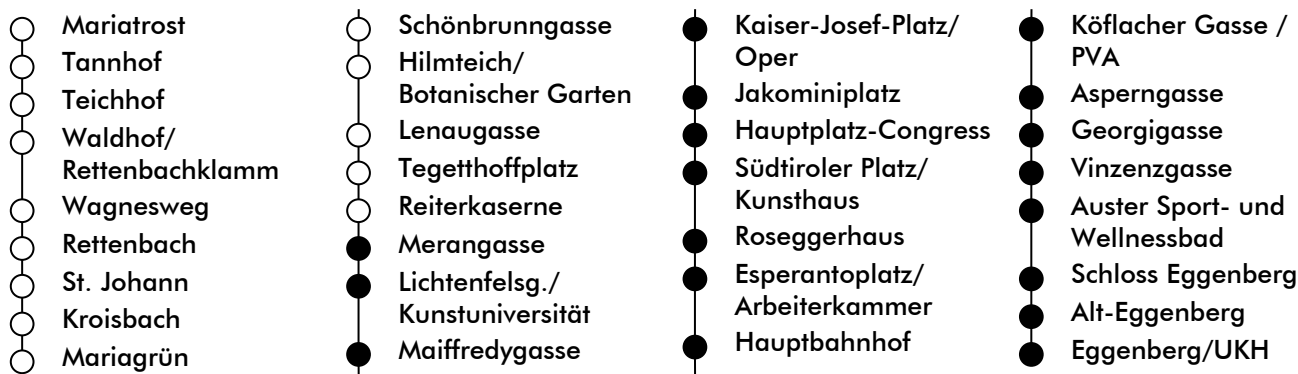 Mariatrost
Tannhof
Teichhof
Waldhof/
Rettenbachklamm
Wagnesweg
Rettenbach
St. Johann
Kroisbach
Mariagrün
Schönbrunngasse
Hilmteich/
Botanischer Garten
Lenaugasse
Tegetthoffplatz
Reiterkaserne
Merangasse
Lichtenfelsg./
Kunstuniversität
Maiffredygasse
Kaiser-Josef-Platz/
Oper
Jakominiplatz
Hauptplatz-Congress
Südtiroler Platz/
Kunsthaus
Roseggerhaus
Esperantoplatz/
Arbeiterkammer
Hauptbahnhof
Köflacher Gasse /
PVA
Asperngasse
Georgigasse
Vinzenzgasse
Auster Sport- und
Wellnessbad
Schloss Eggenberg
Alt-Eggenberg
Eggenberg/UKH